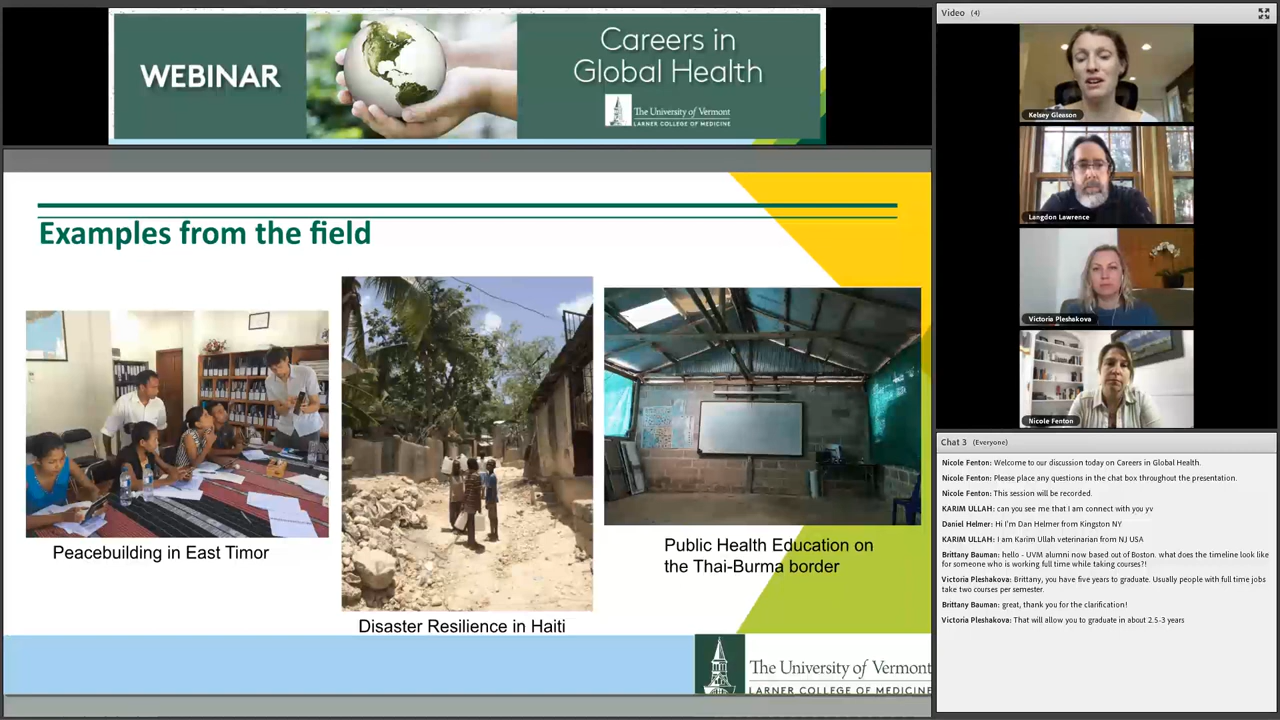 WEBINAR
Careers in
Global Health
The University of Vermont
LARNER COLLEGE OF MEDICINE
Examples from the field
Peacebuilding in East Timor
Disaster Resilience in Haiti
Public Health Education on
the Thai-Burma border
The University of Vermont
LARNER COLLEGE OF MEDICINE
Video (4)
Kelsey Gleason
Langdon Lawrence
Victoria Pleshakova
Nicole Fenton
Chat 3 (Everyone)
Nicole Fenton: Welcome to our discussion today on Careers in Global Health.
Nicole Fenton: Please place any questions in the chat box throughout the presentation.
Nicole Fenton: This session will be recorded.
KARIM ULLAH: can you see me that I am connect with you yv
Daniel Helmer: Hi I'm Dan Helmer from Kingston NY
KARIM ULLAH: I am Karim Ullah veterinarian from NJ USA
Brittany Bauman: hello - UVM alumni now based out of Boston. what does the timeline look like
for someone who is working full time while taking courses?!
Victoria Pleshakova: Brittany, you have five years to graduate. Usually people with full time jobs
take two courses per semester.
Brittany Bauman: great, thank you for the clarification!
Victoria Pleshakova: That will allow you to graduate in about 2.5-3 years